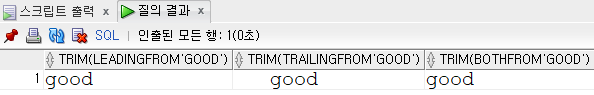 스크립트 출력 x 질의 결과 x
SQL | 인출된 모든 행: 1(0초)
TRIM(LEADINGFROM'GOOD') TRIM(TRAILINGFROM'GOOD') TRIM(BOTHFROM'GOOD')
1 good good good